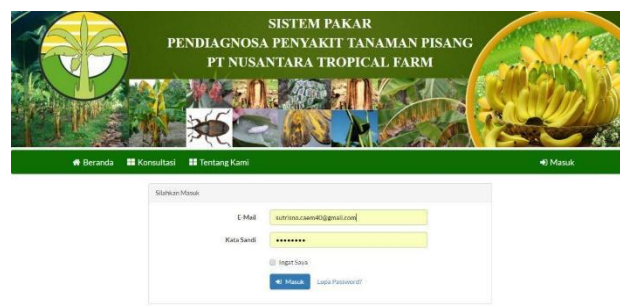 SISTEM PAKAR
PENDIAGNOSA PENYAKIT TANAMAN PISANG
PT NUSANTARA TROPICAL FARM
Beranda Konsultasi Tentang Kami Masuk
Silahkan Masuk
E-Mail sutrisno.caem40@gmail.com
Kata Sandi ••••••••
Ingat Saya
Masuk Lupa Password?